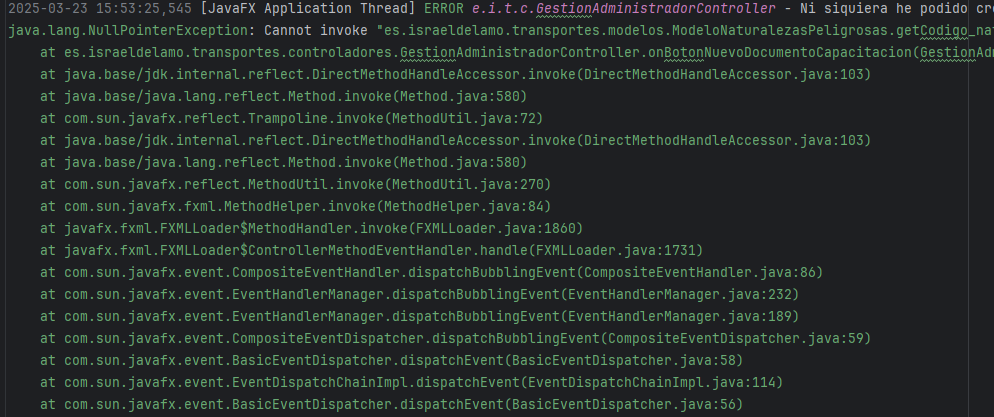 2025-03-23 15:53:25,545 [JavaFX Application Thread] ERROR e.i.t.c.GestionAdministradorController - Ni siquiera he podido
java.lang.NullPointerException: Cannot invoke "es.israeldelamo.transportes.modelos.ModeloNaturalezasPeligrosas.getCodigo_
at es.israeldelamo.transportes.controladores.GestionAdministradorController.onBotonNuevoDocumentoCapacitacion(
at java.base/jdk.internal.reflect.DirectMethodHandleAccessor.invoke(DirectMethodHandleAccessor.java:103)
at java.base/java.lang.reflect.Method.invoke(Method.java:580)
at com.sun.javafx.reflect.Trampoline.invoke(MethodUtil.java:72)
at java.base/jdk.internal.reflect.DirectMethodHandleAccessor.invoke(DirectMethodHandleAccessor.java:103)
at java.base/java.lang.reflect.Method.invoke(Method.java:580)
at com.sun.javafx.reflect.MethodUtil.invoke(MethodUtil.java:270)
at com.sun.javafx.fxml.MethodHelper.invoke(MethodHelper.java:84)
at javafx.fxml.FXMLLoader$MethodHandler.invoke(FXMLLoader.java:1860)
at javafx.fxml.FXMLLoader$ControllerMethodEventHandler.handle(FXMLLoader.java:1731)
at com.sun.javafx.event.CompositeEventHandler.dispatchBubblingEvent(CompositeEventHandler.java:86)
at com.sun.javafx.event.EventHandlerManager.dispatchBubblingEvent(EventHandlerManager.java:232)
at com.sun.javafx.event.EventHandlerManager.dispatchBubblingEvent(EventHandlerManager.java:189)
at com.sun.javafx.event.CompositeEventDispatcher.dispatchBubblingEvent(CompositeEventDispatcher.java:59)
at com.sun.javafx.event.BasicEventDispatcher.dispatchEvent(BasicEventDispatcher.java:58)
at com.sun.javafx.event.EventDispatchChainImpl.dispatchEvent(EventDispatchChainImpl.java:114)
at com.sun.javafx.event.BasicEventDispatcher.dispatchEvent(BasicEventDispatcher.java:56)